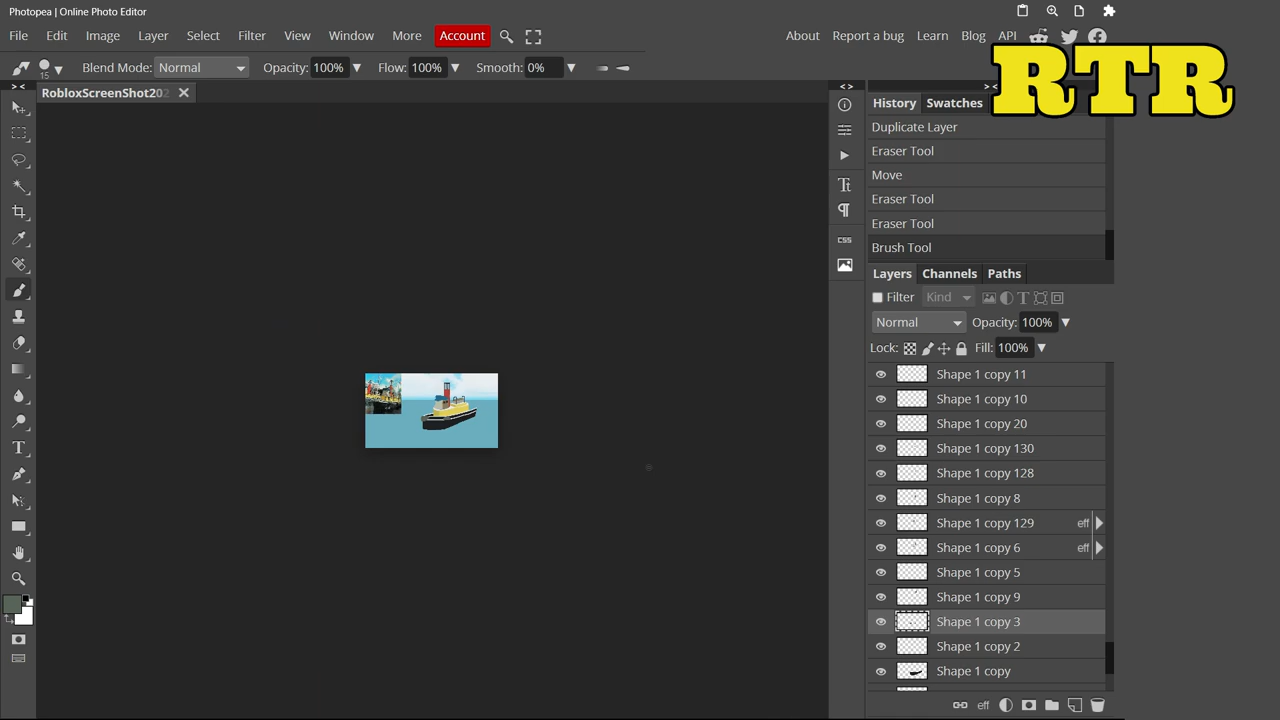 Photopea | Online Photo Editor
File Edit Image Layer Select Filter View Window More Account
About Report a bug Learn Blog API
RTR
15 Blend Mode: Normal Opacity: 100% Flow: 100% Smooth: 0%
RobloxScreenShot202
History Swatches
Duplicate Layer
Eraser Tool
Move
Eraser Tool
Eraser Tool
Brush Tool
CSS
Layers Channels Paths
Filter Kind
Normal Opacity: 100%
Lock: Fill: 100%
Shape 1 copy 11
Shape 1 copy 10
Shape 1 copy 20
Shape 1 copy 130
Shape 1 copy 128
Shape 1 copy 8
Shape 1 copy 129 eff
Shape 1 copy 6 eff
Shape 1 copy 5
Shape 1 copy 9
Shape 1 copy 3
Shape 1 copy 2
Shape 1 copy
eff